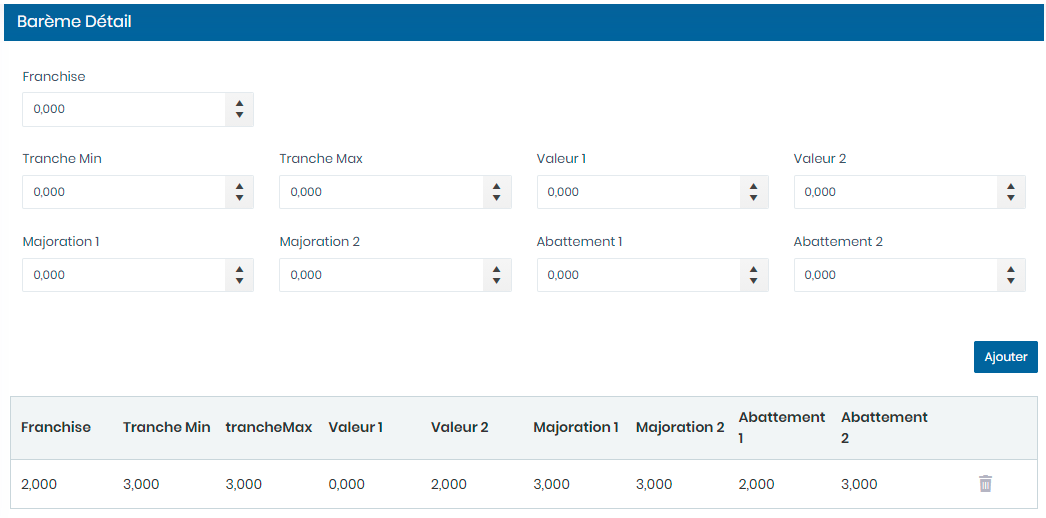 Barème Détail
Franchise
0,000
Tranche Min Tranche Max Valeur 1 Valeur 2
0,000 0,000 0,000 0,000
Majoration 1 Majoration 2 Abattement 1 Abattement 2
0,000 0,000 0,000 0,000
Ajouter
Franchise Tranche Min trancheMax Valeur 1 Valeur 2 Majoration 1 Majoration 2 Abattement 1 Abattement 2
2,000 3,000 3,000 0,000 2,000 3,000 3,000 2,000 3,000